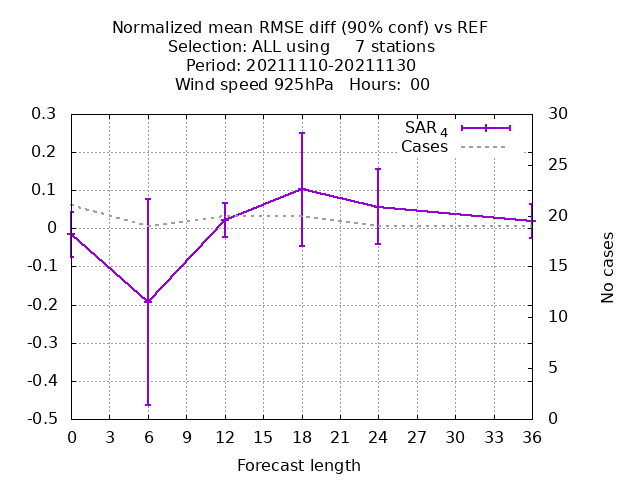 Normalized mean RMSE diff (90% conf) vs REF
Selection: ALL using     7 stations
Period: 20211110-20211130
Wind speed 925hPa   Hours:  00
SAR 4
Cases
0.3
0.2
0.1
0
-0.1
-0.2
-0.3
-0.4
-0.5
30
25
20
15
10
5
0
No cases
0 3 6 9 12 15 18 21 24 27 30 33 36
Forecast length